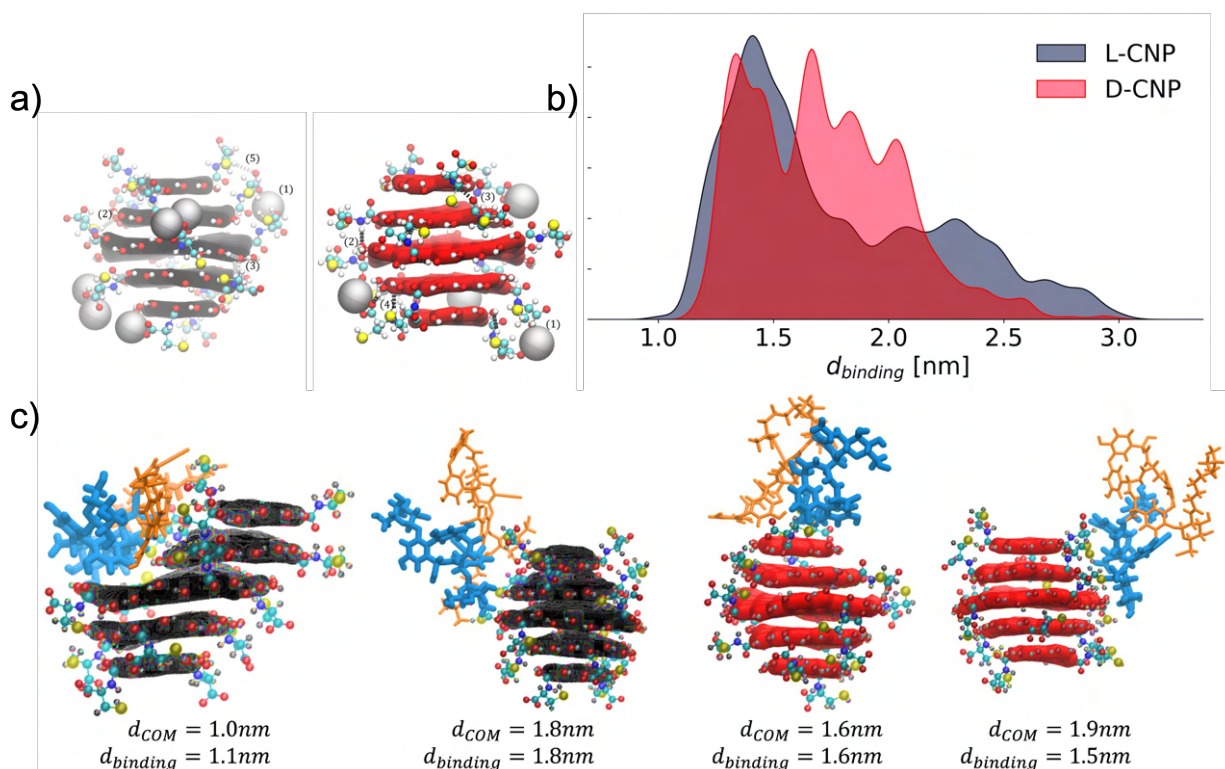 a)
(5)
(1)
(2)
(3)
(3)
(2)
(4)
(1)
b)
L-CNP
D-CNP
1.0 1.5 2.0 2.5 3.0
d_binding [nm]
c)
d_COM = 1.0nm
d_binding = 1.1nm
d_COM = 1.8nm
d_binding = 1.8nm
d_COM = 1.6nm
d_binding = 1.6nm
d_COM = 1.9nm
d_binding = 1.5nm